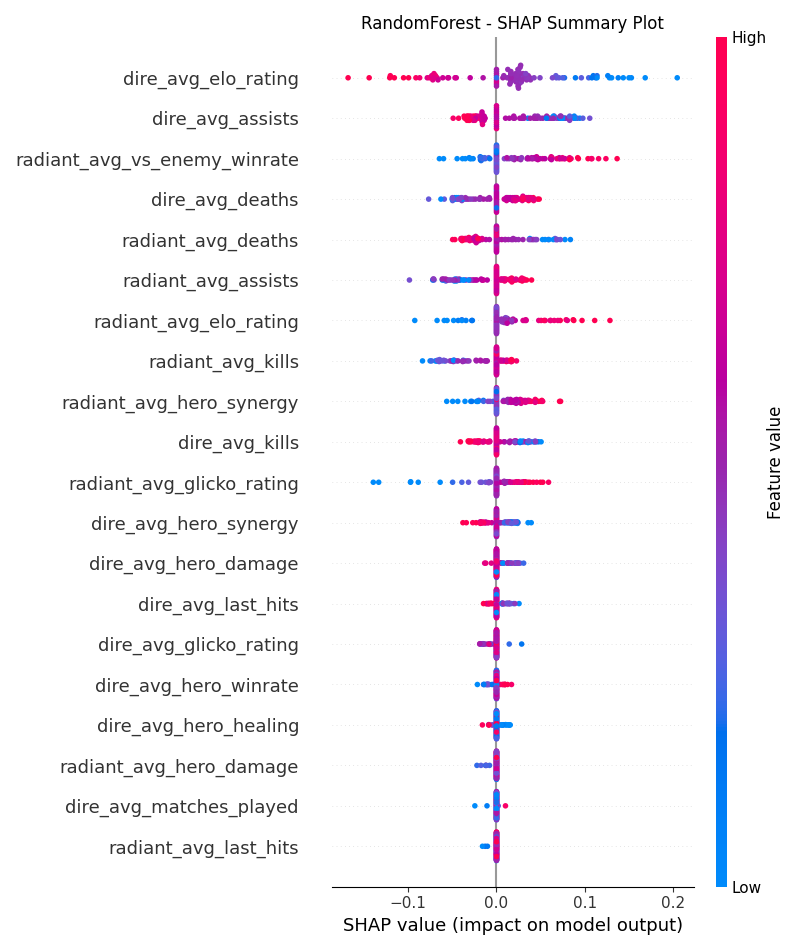 RandomForest - SHAP Summary Plot
High
dire_avg_elo_rating
dire_avg_assists
radiant_avg_vs_enemy_winrate
dire_avg_deaths
radiant_avg_deaths
radiant_avg_assists
radiant_avg_elo_rating
radiant_avg_kills
radiant_avg_hero_synergy
dire_avg_kills
radiant_avg_glicko_rating
dire_avg_hero_synergy
dire_avg_hero_damage
dire_avg_last_hits
dire_avg_glicko_rating
dire_avg_hero_winrate
dire_avg_hero_healing
radiant_avg_hero_damage
dire_avg_matches_played
radiant_avg_last_hits
Feature value
Low
−0.1 0.0 0.1 0.2
SHAP value (impact on model output)